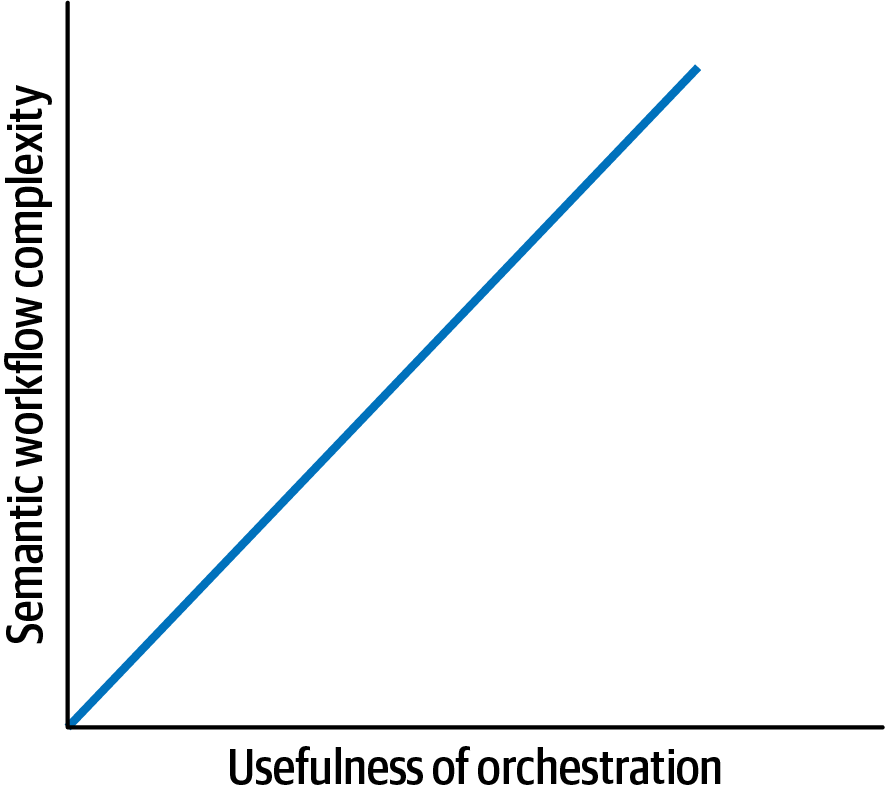 Semantic workflow complexity
Usefulness of orchestration